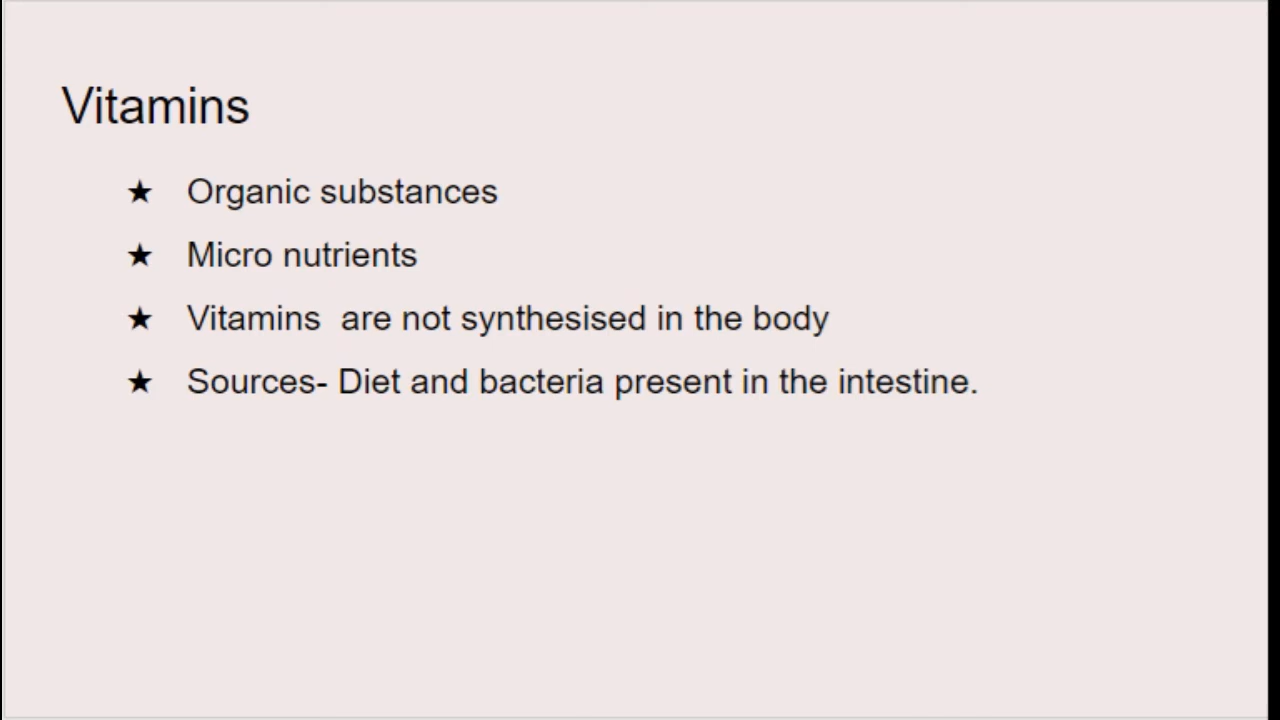 Vitamins
★ Organic substances
★ Micro nutrients
★ Vitamins  are not synthesised in the body
★ Sources- Diet and bacteria present in the intestine.